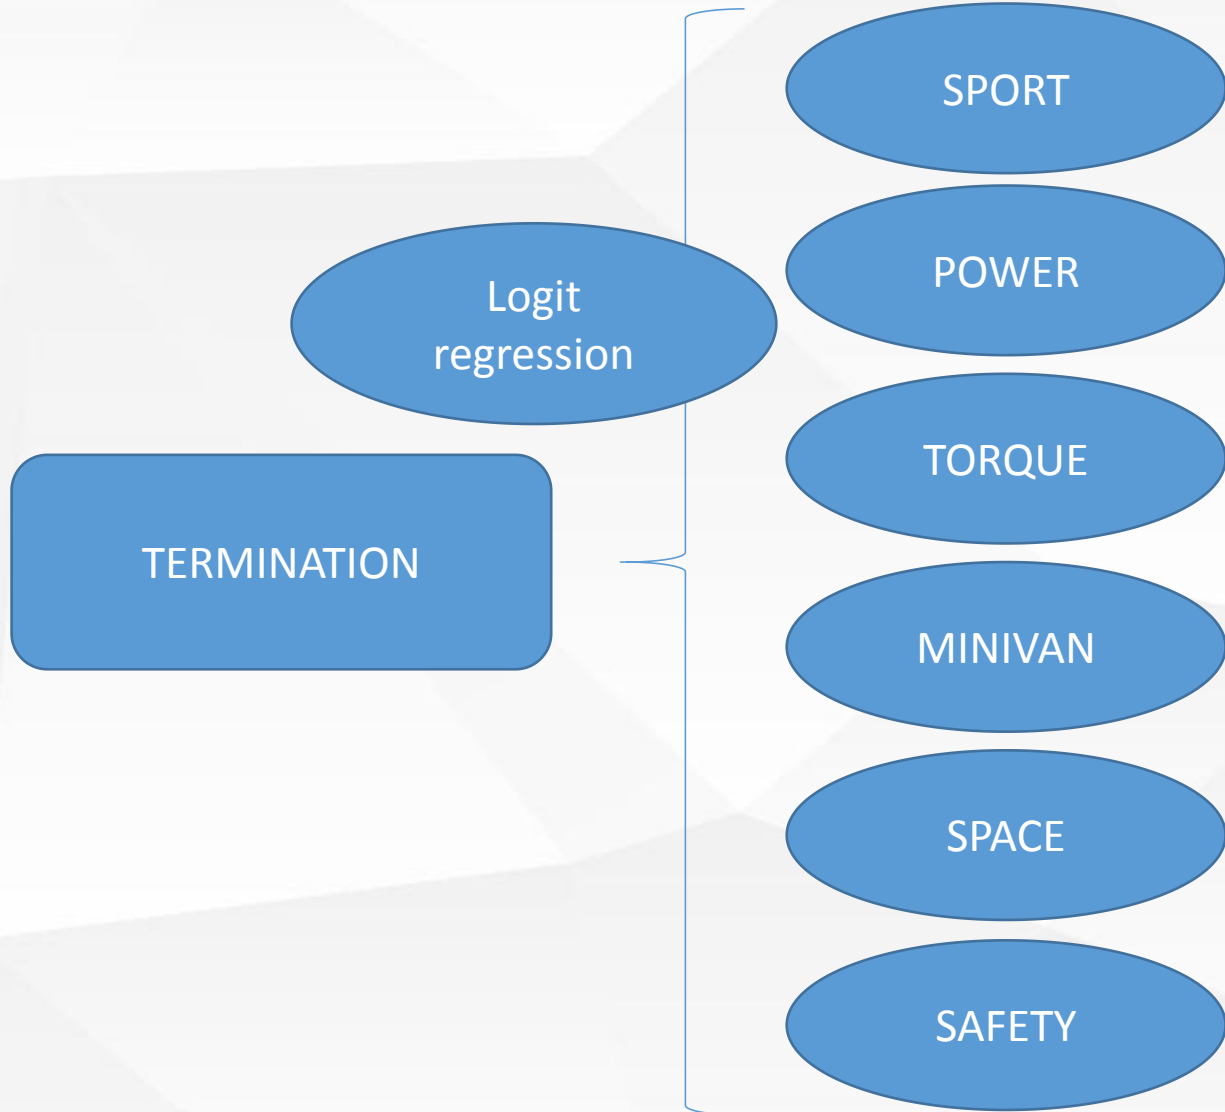 SPORT
POWER
Logit
regression
TORQUE
TERMINATION
MINIVAN
SPACE
SAFETY